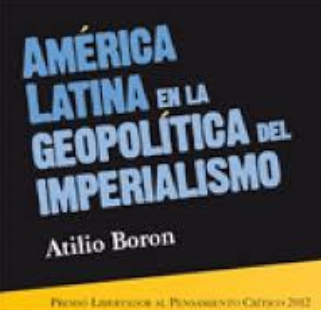 AMÉRICA
LATINA EN LA
GEOPOLÍTICA DEL
IMPERIALISMO
Atilio Boron
PREMIO LIBERTADOR AL PENSAMIENTO CRÍTICO 2012